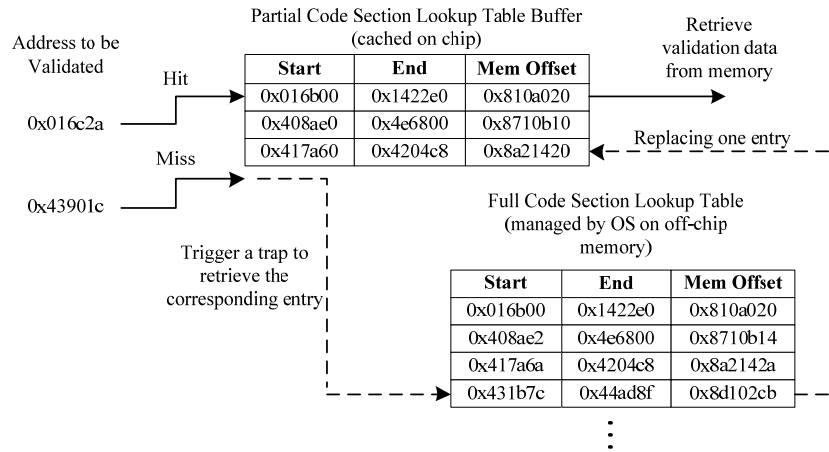 Partial Code Section Lookup Table Buffer
(cached on chip)
Address to be
Validated
Hit
Retrieve
validation data
from memory
Start End Mem Offset
0x016b00 0x1422e0 0x810a020
0x408ae0 0x4e6800 0x8710b10
0x417a60 0x4204c8 0x8a21420
0x016c2a
Miss
0x43901c
Replacing one entry
Trigger a trap to
retrieve the
corresponding entry
Full Code Section Lookup Table
(managed by OS on off-chip
memory)
Start End Mem Offset
0x016b00 0x1422e0 0x810a020
0x408ae2 0x4e6800 0x8710b14
0x417a6a 0x4204c8 0x8a2142a
0x431b7c 0x44ad8f 0x8d102cb